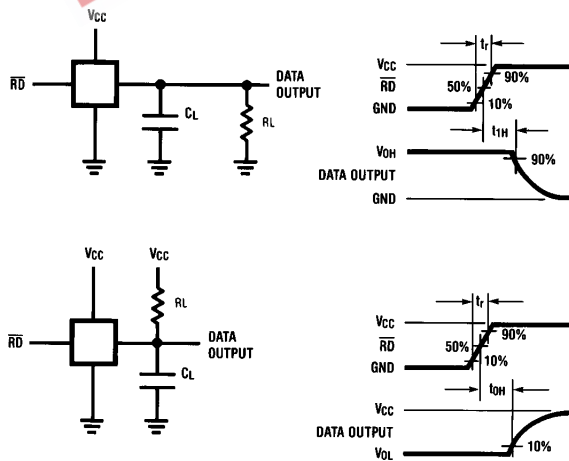 VCC
RD
DATA
OUTPUT
CL
RL
tr
VCC
90%
RD
50%
10%
GND
t1H
VOH
90%
DATA OUTPUT
GND
VCC
VCC
RL
RD
DATA
OUTPUT
CL
tr
VCC
90%
RD
50%
10%
GND
t0H
VCC
DATA OUTPUT
10%
VOL